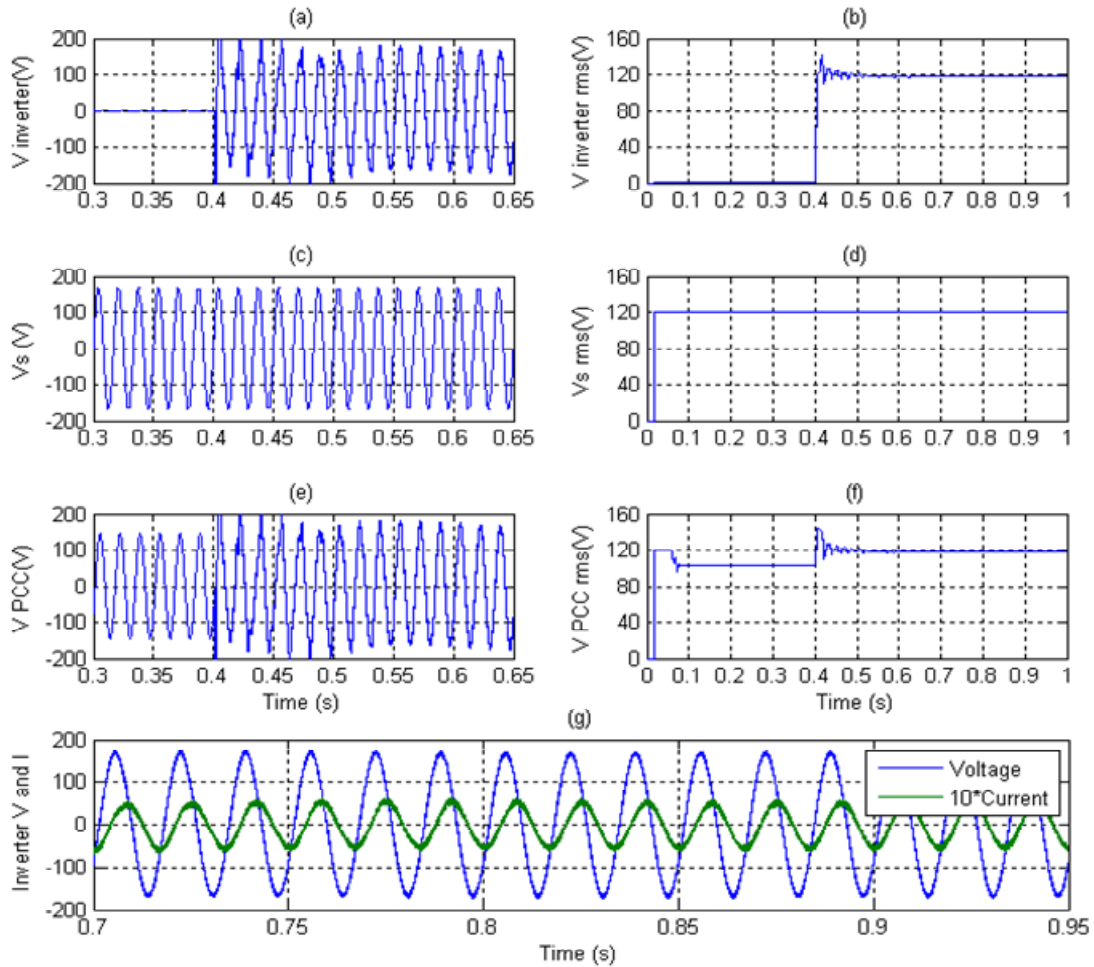 (a)
V inverter(V)
200
100
0
-100
-200
0.3 0.35 0.4 0.45 0.5 0.55 0.6 0.65
(b)
V inverter rms(V)
160
120
80
40
0
0 0.1 0.2 0.3 0.4 0.5 0.6 0.7 0.8 0.9 1
(c)
Vs (V)
200
100
0
-100
-200
0.3 0.35 0.4 0.45 0.5 0.55 0.6 0.65
(d)
Vs rms(V)
160
120
80
40
0
0 0.1 0.2 0.3 0.4 0.5 0.6 0.7 0.8 0.9 1
(e)
V PCC(V)
200
100
0
-100
-200
0.3 0.35 0.4 0.45 0.5 0.55 0.6 0.65
Time (s)
(f)
V PCC rms(V)
160
120
80
40
0
0 0.1 0.2 0.3 0.4 0.5 0.6 0.7 0.8 0.9 1
Time (s)
(g)
Inverter V and I
200
100
0
-100
-200
Voltage
10*Current
0.7 0.75 0.8 0.85 0.9 0.95
Time (s)